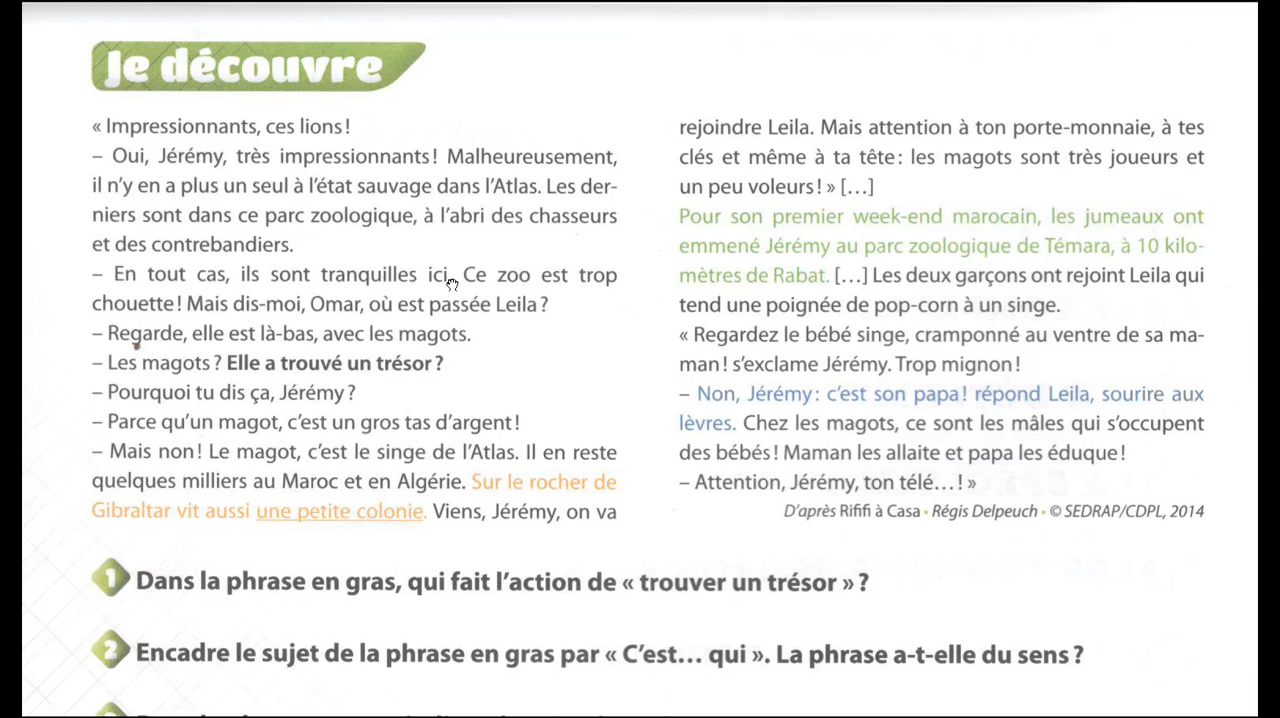 Je découvre
« Impressionnants, ces lions !
– Oui, Jérémy, très impressionnants ! Malheureusement,
il n'y en a plus un seul à l'état sauvage dans l'Atlas. Les der-
niers sont dans ce parc zoologique, à l'abri des chasseurs
et des contrebandiers.
– En tout cas, ils sont tranquilles ici. Ce zoo est trop
chouette ! Mais dis-moi, Omar, où est passée Leila ?
– Regarde, elle est là-bas, avec les magots.
– Les magots ? Elle a trouvé un trésor ?
– Pourquoi tu dis ça, Jérémy ?
– Parce qu'un magot, c'est un gros tas d'argent !
– Mais non ! Le magot, c'est le singe de l'Atlas. Il en reste
quelques milliers au Maroc et en Algérie. Sur le rocher de
Gibraltar vit aussi une petite colonie. Viens, Jérémy, on va
rejoindre Leila. Mais attention à ton porte-monnaie, à tes
clés et même à ta tête : les magots sont très joueurs et
un peu voleurs ! » [...]
Pour son premier week-end marocain, les jumeaux ont
emmené Jérémy au parc zoologique de Témara, à 10 kilo-
mètres de Rabat. [...] Les deux garçons ont rejoint Leila qui
tend une poignée de pop-corn à un singe.
« Regardez le bébé singe, cramponné au ventre de sa ma-
man ! s'exclame Jérémy. Trop mignon !
– Non, Jérémy : c'est son papa ! répond Leila, sourire aux
lèvres. Chez les magots, ce sont les mâles qui s'occupent
des bébés ! Maman les allaite et papa les éduque !
– Attention, Jérémy, ton télé... ! »
D'après Rififi à Casa • Régis Delpeuch • © SEDRAP/CDPL, 2014
1 Dans la phrase en gras, qui fait l'action de « trouver un trésor » ?
2 Encadre le sujet de la phrase en gras par « C'est... qui ». La phrase a-t-elle du sens ?